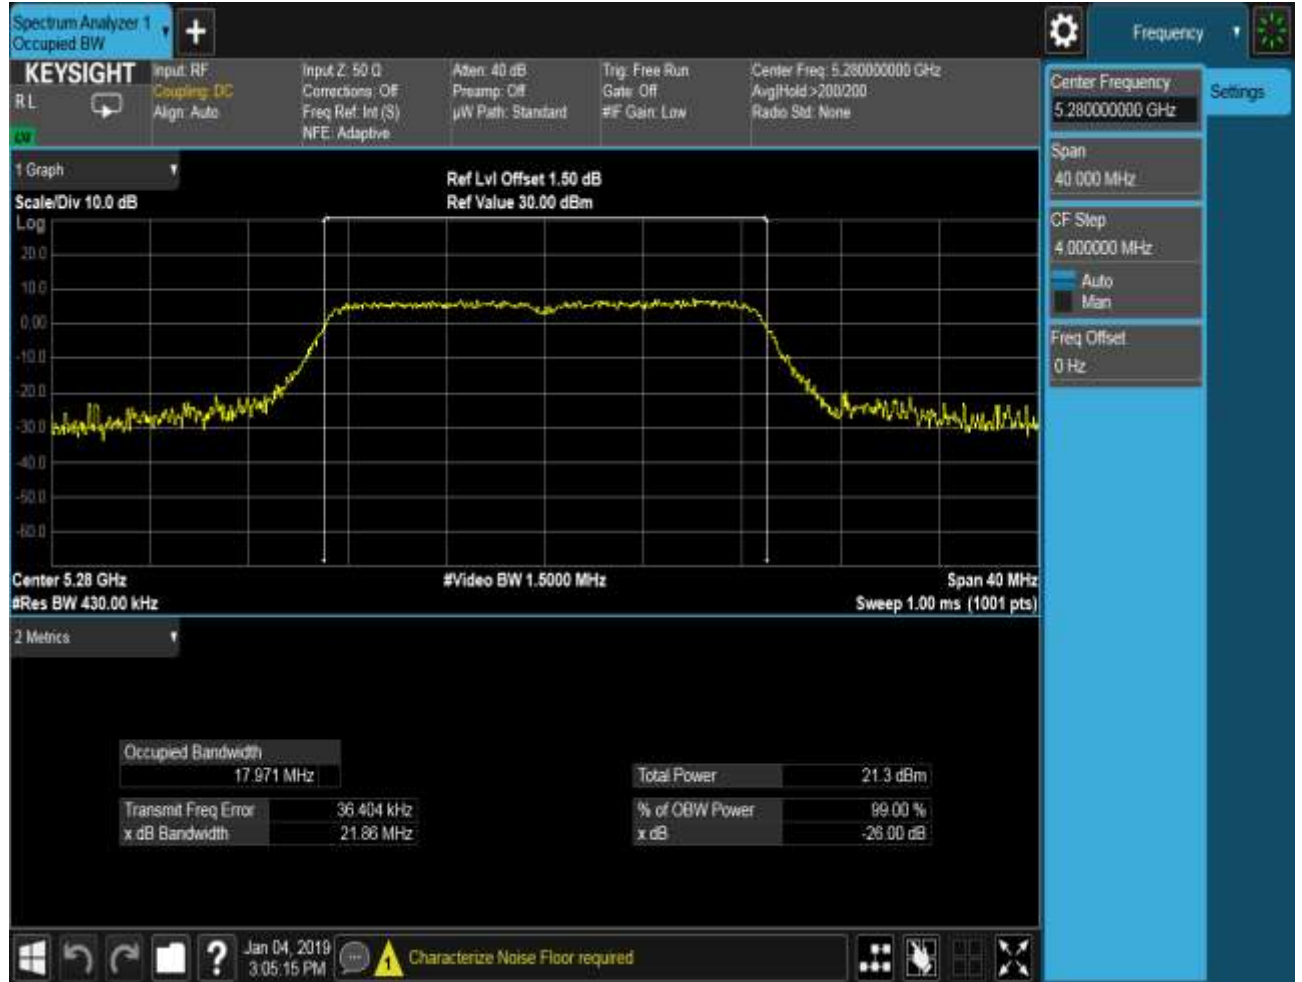 Spectrum Analyzer 1
Occupied BW
Frequency
KEYSIGHT
R L
Input: RF
Coupling: DC
Align: Auto
Input Z: 50 Ω
Corrections: Off
Freq Ref: Int (S)
NFE: Adaptive
Atten: 40 dB
Preamp: Off
µW Path: Standard
Trig: Free Run
Gate: Off
#IF Gain: Low
Center Freq: 5.280000000 GHz
Avg|Hold:>200/200
Radio Std: None
Center Frequency
5.280000000 GHz
Settings
Span
40.000 MHz
CF Step
4.000000 MHz
Auto
Man
Freq Offset
0 Hz
1 Graph
Scale/Div 10.0 dB
Ref Lvl Offset 1.50 dB
Ref Value 30.00 dBm
Log
20.0
10.0
0.00
-10.0
-20.0
-30.0
-40.0
-50.0
-60.0
Center 5.28 GHz
#Video BW 1.5000 MHz
Span 40 MHz
#Res BW 430.00 kHz
Sweep 1.00 ms (1001 pts)
2 Metrics
Occupied Bandwidth
17.971 MHz
Total Power 21.3 dBm
Transmit Freq Error 36.404 kHz
% of OBW Power 99.00 %
x dB Bandwidth 21.86 MHz
x dB -26.00 dB
?
Jan 04, 2019
3:05:15 PM
1
Characterize Noise Floor required